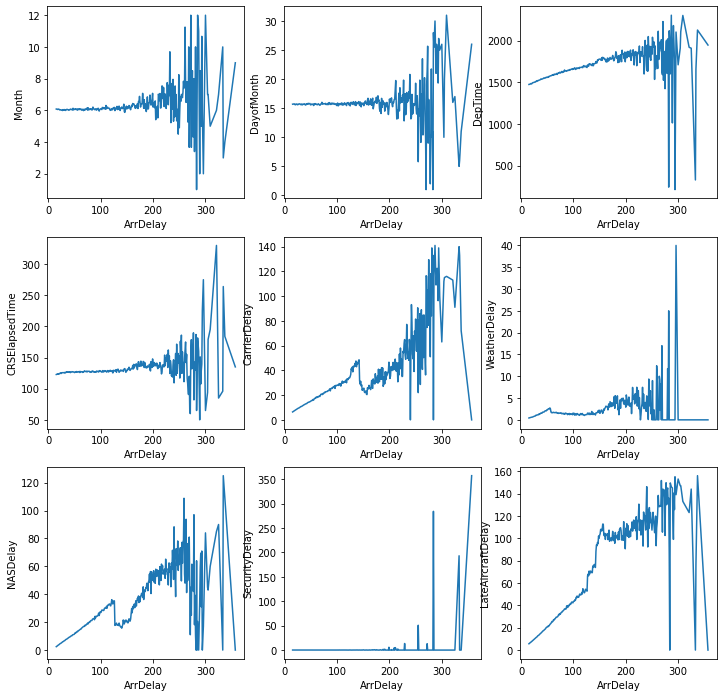 12
10
8
6
4
2
Month
0 100 200 300
ArrDelay
30
25
20
15
10
5
0
DayofMonth
0 100 200 300
ArrDelay
2000
1500
1000
500
DepTime
0 100 200 300
ArrDelay
300
250
200
150
100
50
CRSElapsedTime
0 100 200 300
ArrDelay
140
120
100
80
60
40
20
0
CarrierDelay
0 100 200 300
ArrDelay
40
35
30
25
20
15
10
5
0
WeatherDelay
0 100 200 300
ArrDelay
120
100
80
60
40
20
0
NASDelay
0 100 200 300
ArrDelay
350
300
250
200
150
100
50
0
SecurityDelay
0 100 200 300
ArrDelay
160
140
120
100
80
60
40
20
0
LateAircraftDelay
0 100 200 300
ArrDelay